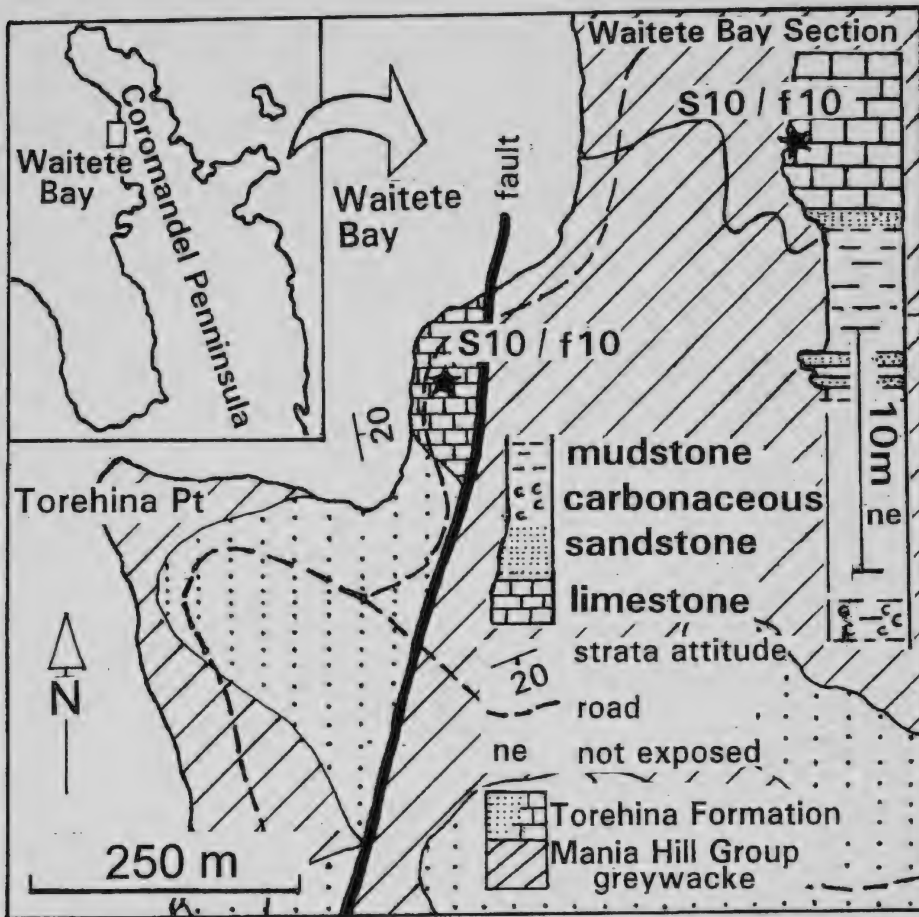 Waitete Bay Section
S10 / f10
Coromandel Penninsula
Waitete
Bay
Waitete
Bay
fault
S10 / f10
20
10m
ne
Torehina Pt
mudstone
carbonaceous
sandstone
limestone
20
strata attitude
road
ne
not exposed
Torehina Formation
Mania Hill Group
greywacke
N
250 m
c c
c c
c c
c
c
c
c